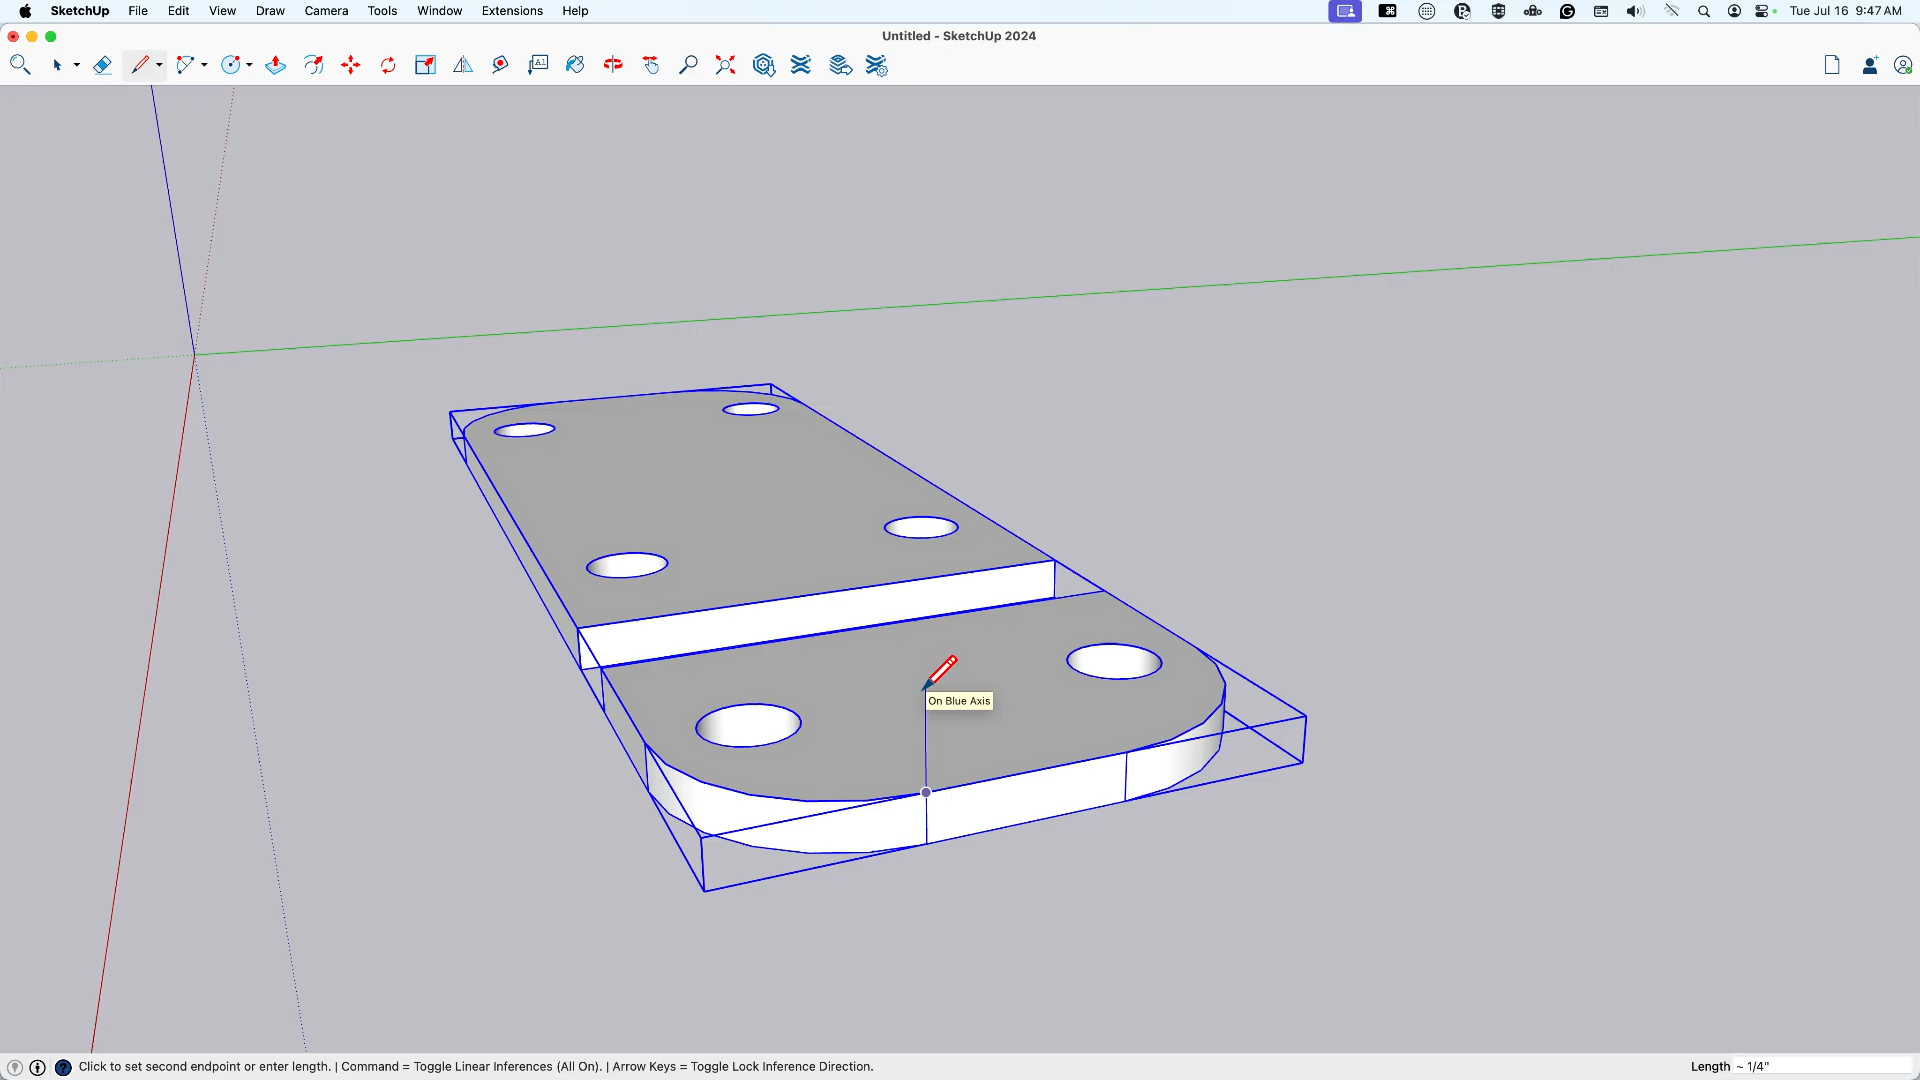 SketchUp File Edit View Draw Camera Tools Window Extensions Help
Tue Jul 16 9:47 AM
Untitled - SketchUp 2024
A1
On Blue Axis
Click to set second endpoint or enter length. | Command = Toggle Linear Inferences (All On). | Arrow Keys = Toggle Lock Inference Direction.
Length ~ 1/4"